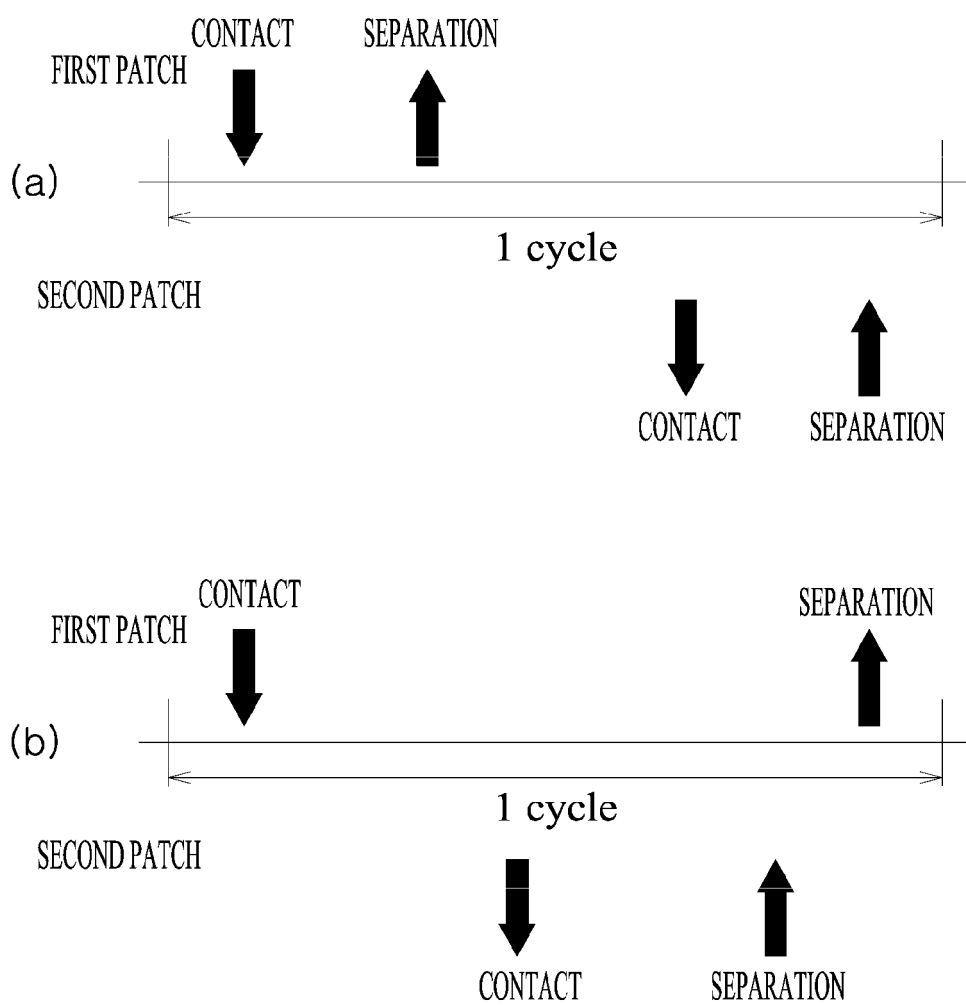 CONTACT SEPARATION
FIRST PATCH
(a)
1 cycle
SECOND PATCH
CONTACT SEPARATION
CONTACT SEPARATION
FIRST PATCH
(b)
1 cycle
SECOND PATCH
CONTACT SEPARATION